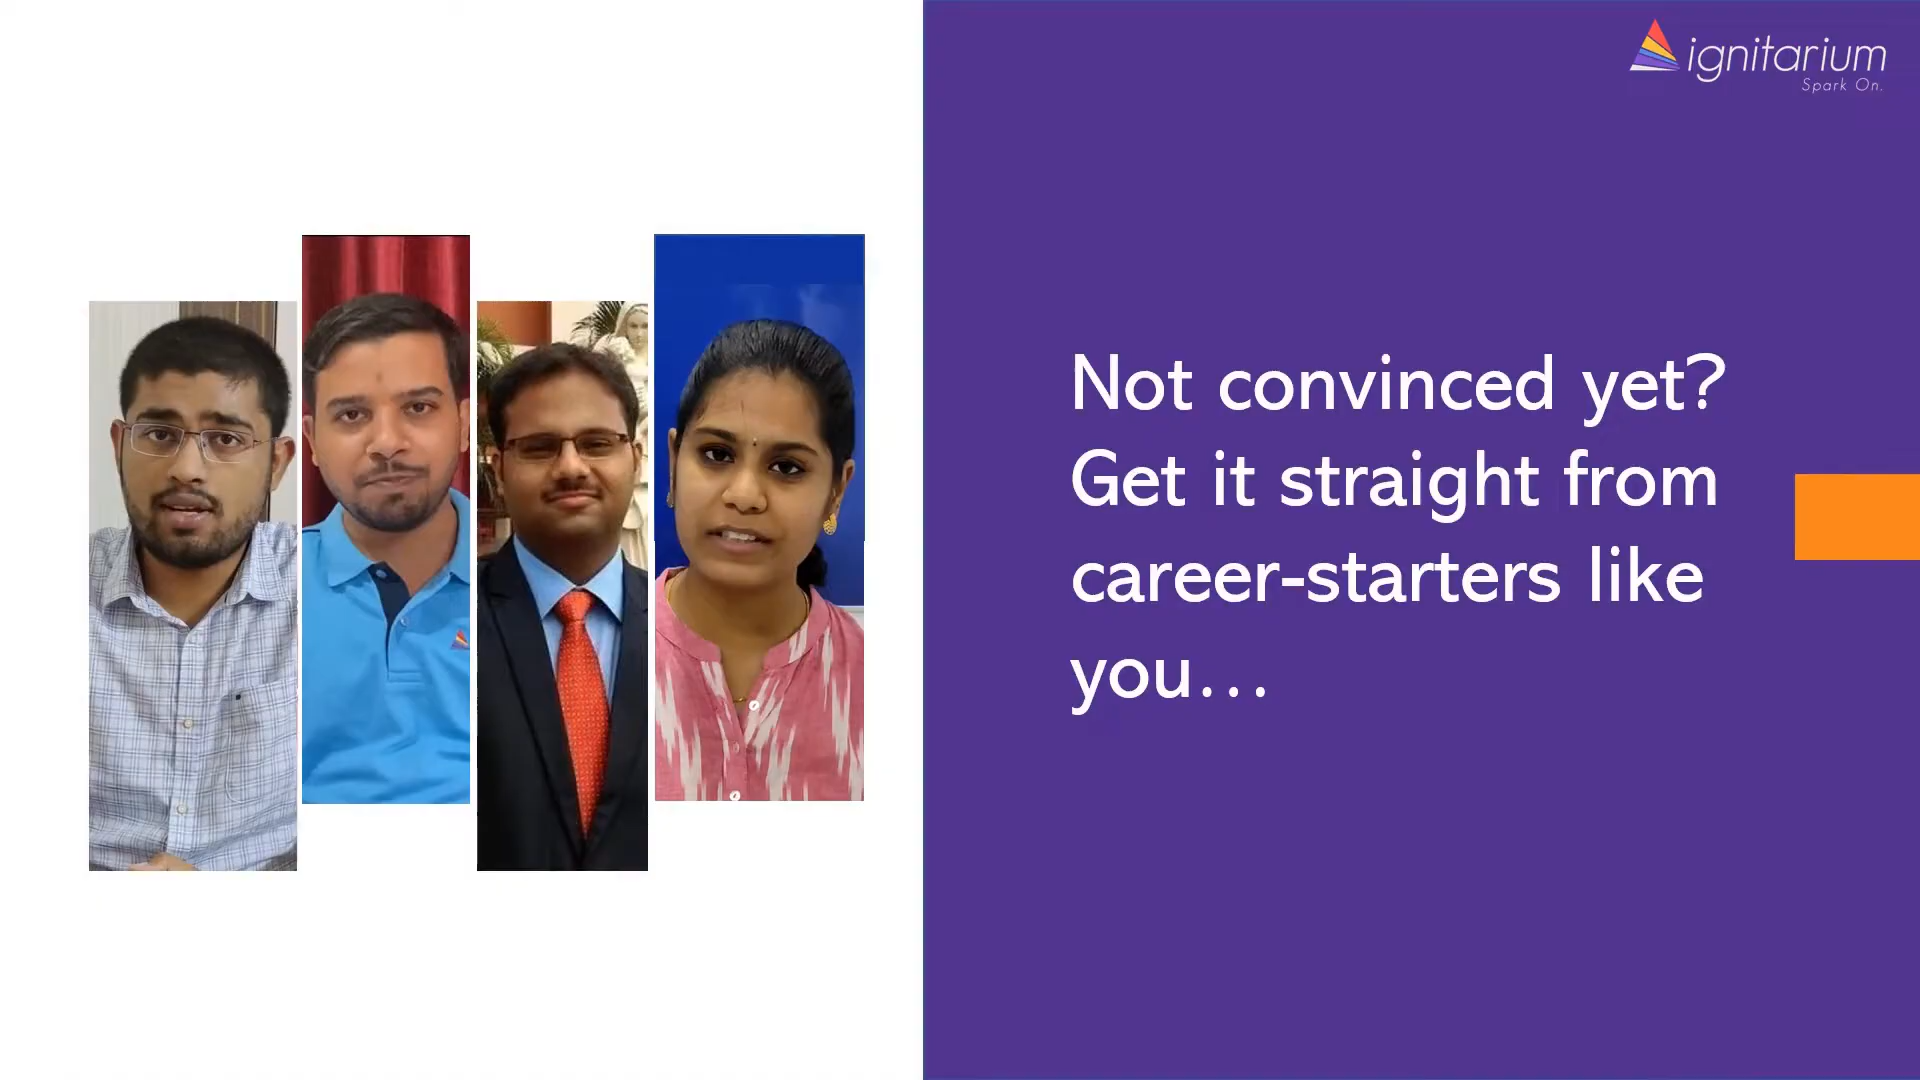 ignitarium
Spark On.
Not convinced yet?
Get it straight from
career-starters like
you...